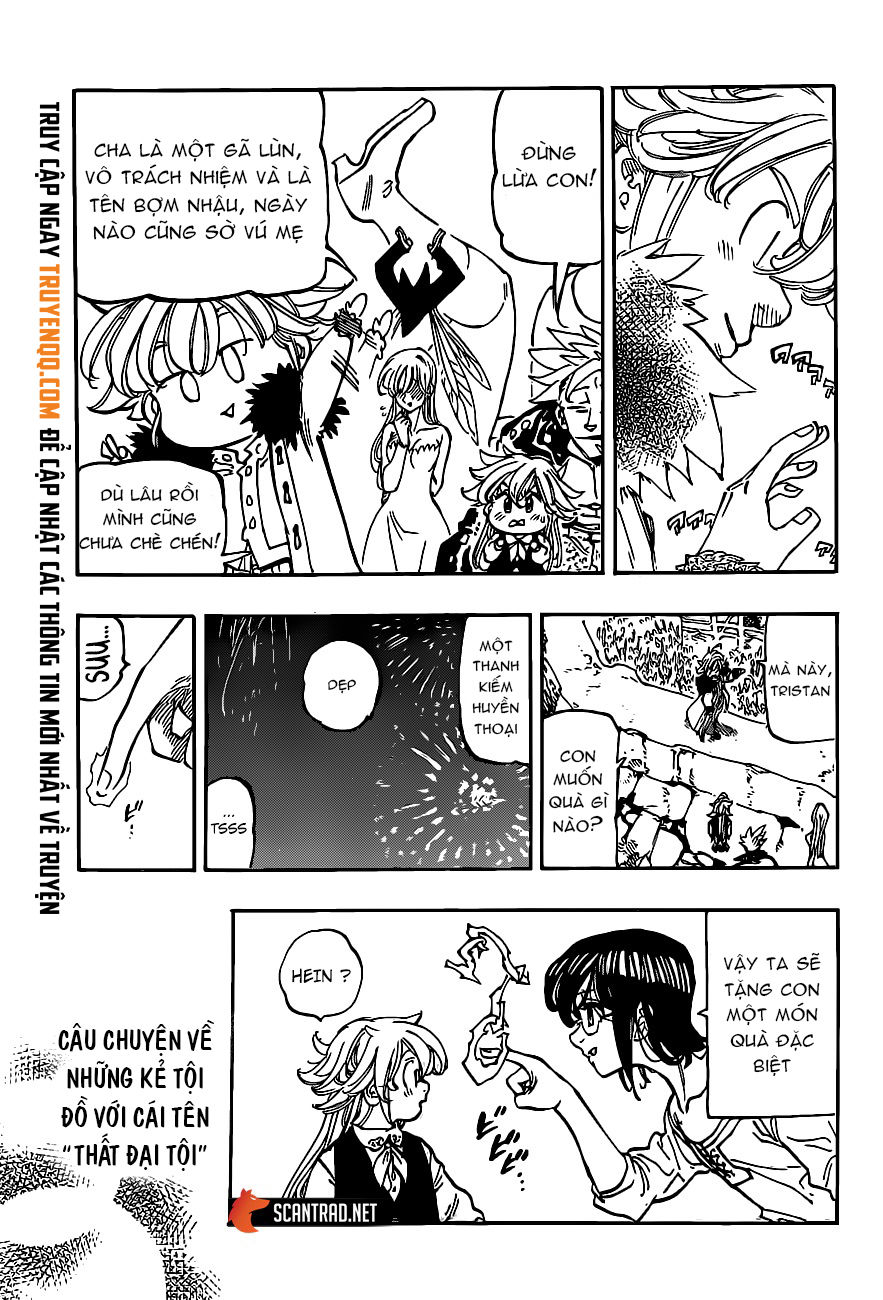 TRUY CẬP NGAY TRUYENQQ.COM ĐỂ CẬP NHẬT CÁC THÔNG TIN MỚI NHẤT VỀ TRUYỆN
ĐỪNG
LỪA CON!
CHA LÀ MỘT GÃ LÙN,
VÔ TRÁCH NHIỆM VÀ LÀ
TÊN BỢM NHẬU, NGÀY
NÀO CŨNG SỜ VÚ MẸ
DÙ LÂU RỒI
MÌNH CŨNG
CHƯA CHÈ CHÉN!
MÀ NÀY,
TRISTAN
CON
MUỐN
QUÀ GÌ
NÀO?
MỘT
THANH
KIẾM
HUYỀN
THOẠI
DẸP
...
TSSS
SUU...
ビ
VẬY TA SẼ
TẶNG CON
MỘT MÓN
QUÀ ĐẶC
BIỆT
HEIN ?
CÂU CHUYỆN VỀ
NHỮNG KẺ TỘI
ĐỒ VỚI CÁI TÊN
“THẤT ĐẠI TỘI”
SCANTRAD.NET